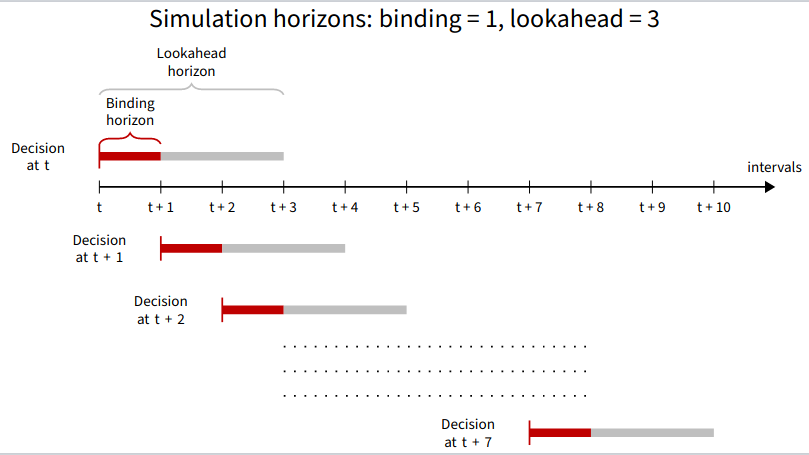 Simulation horizons: binding = 1, lookahead = 3
Lookahead
horizon
Binding
horizon
Decision
at t
intervals
t
t + 1
t + 2
t + 3
t + 4
t + 5
t + 6
t + 7
t + 8
t + 9
t + 10
Decision
at t + 1
Decision
at t + 2
Decision
at t + 7